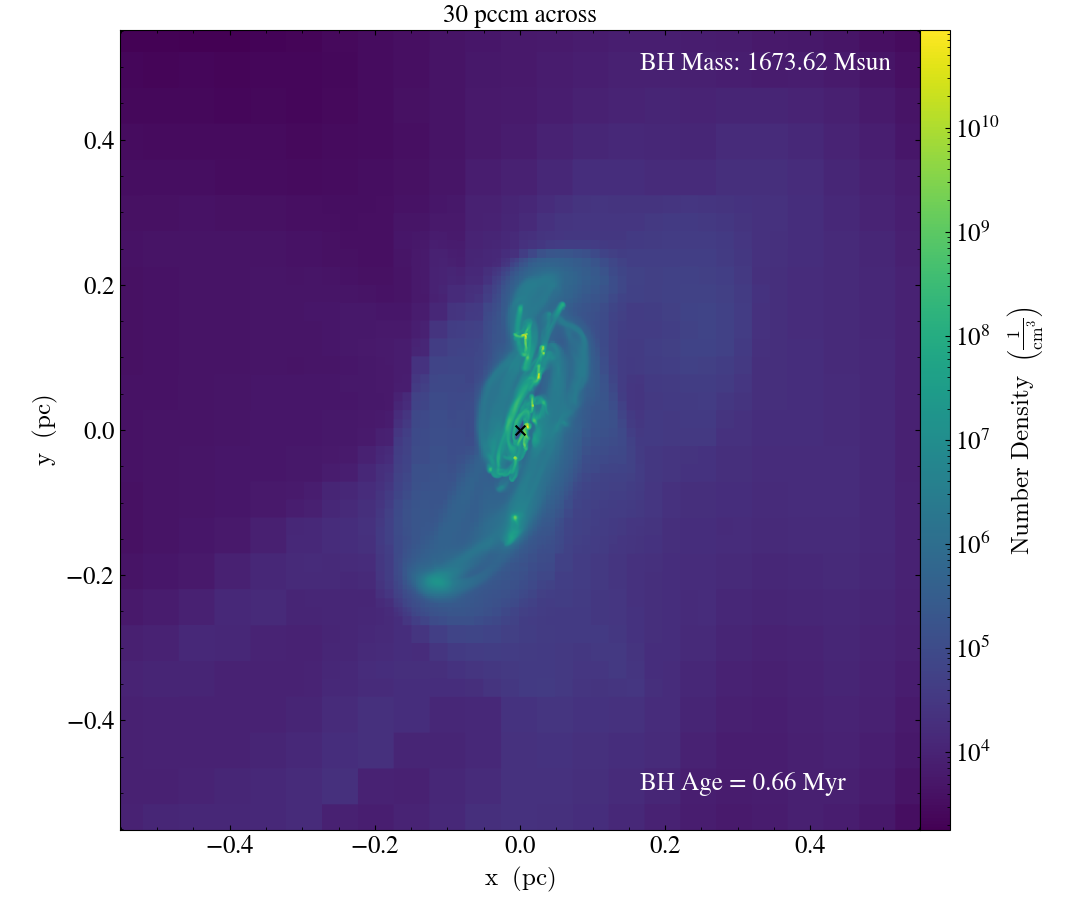 30 pccm across
BH Mass: 1673.62 Msun
BH Age = 0.66 Myr
0.4
0.2
0.0
−0.2
−0.4
y (pc)
−0.4 −0.2 0.0 0.2 0.4
x (pc)
10^10
10^9
10^8
10^7
10^6
10^5
10^4
Number Density (1/cm^3)